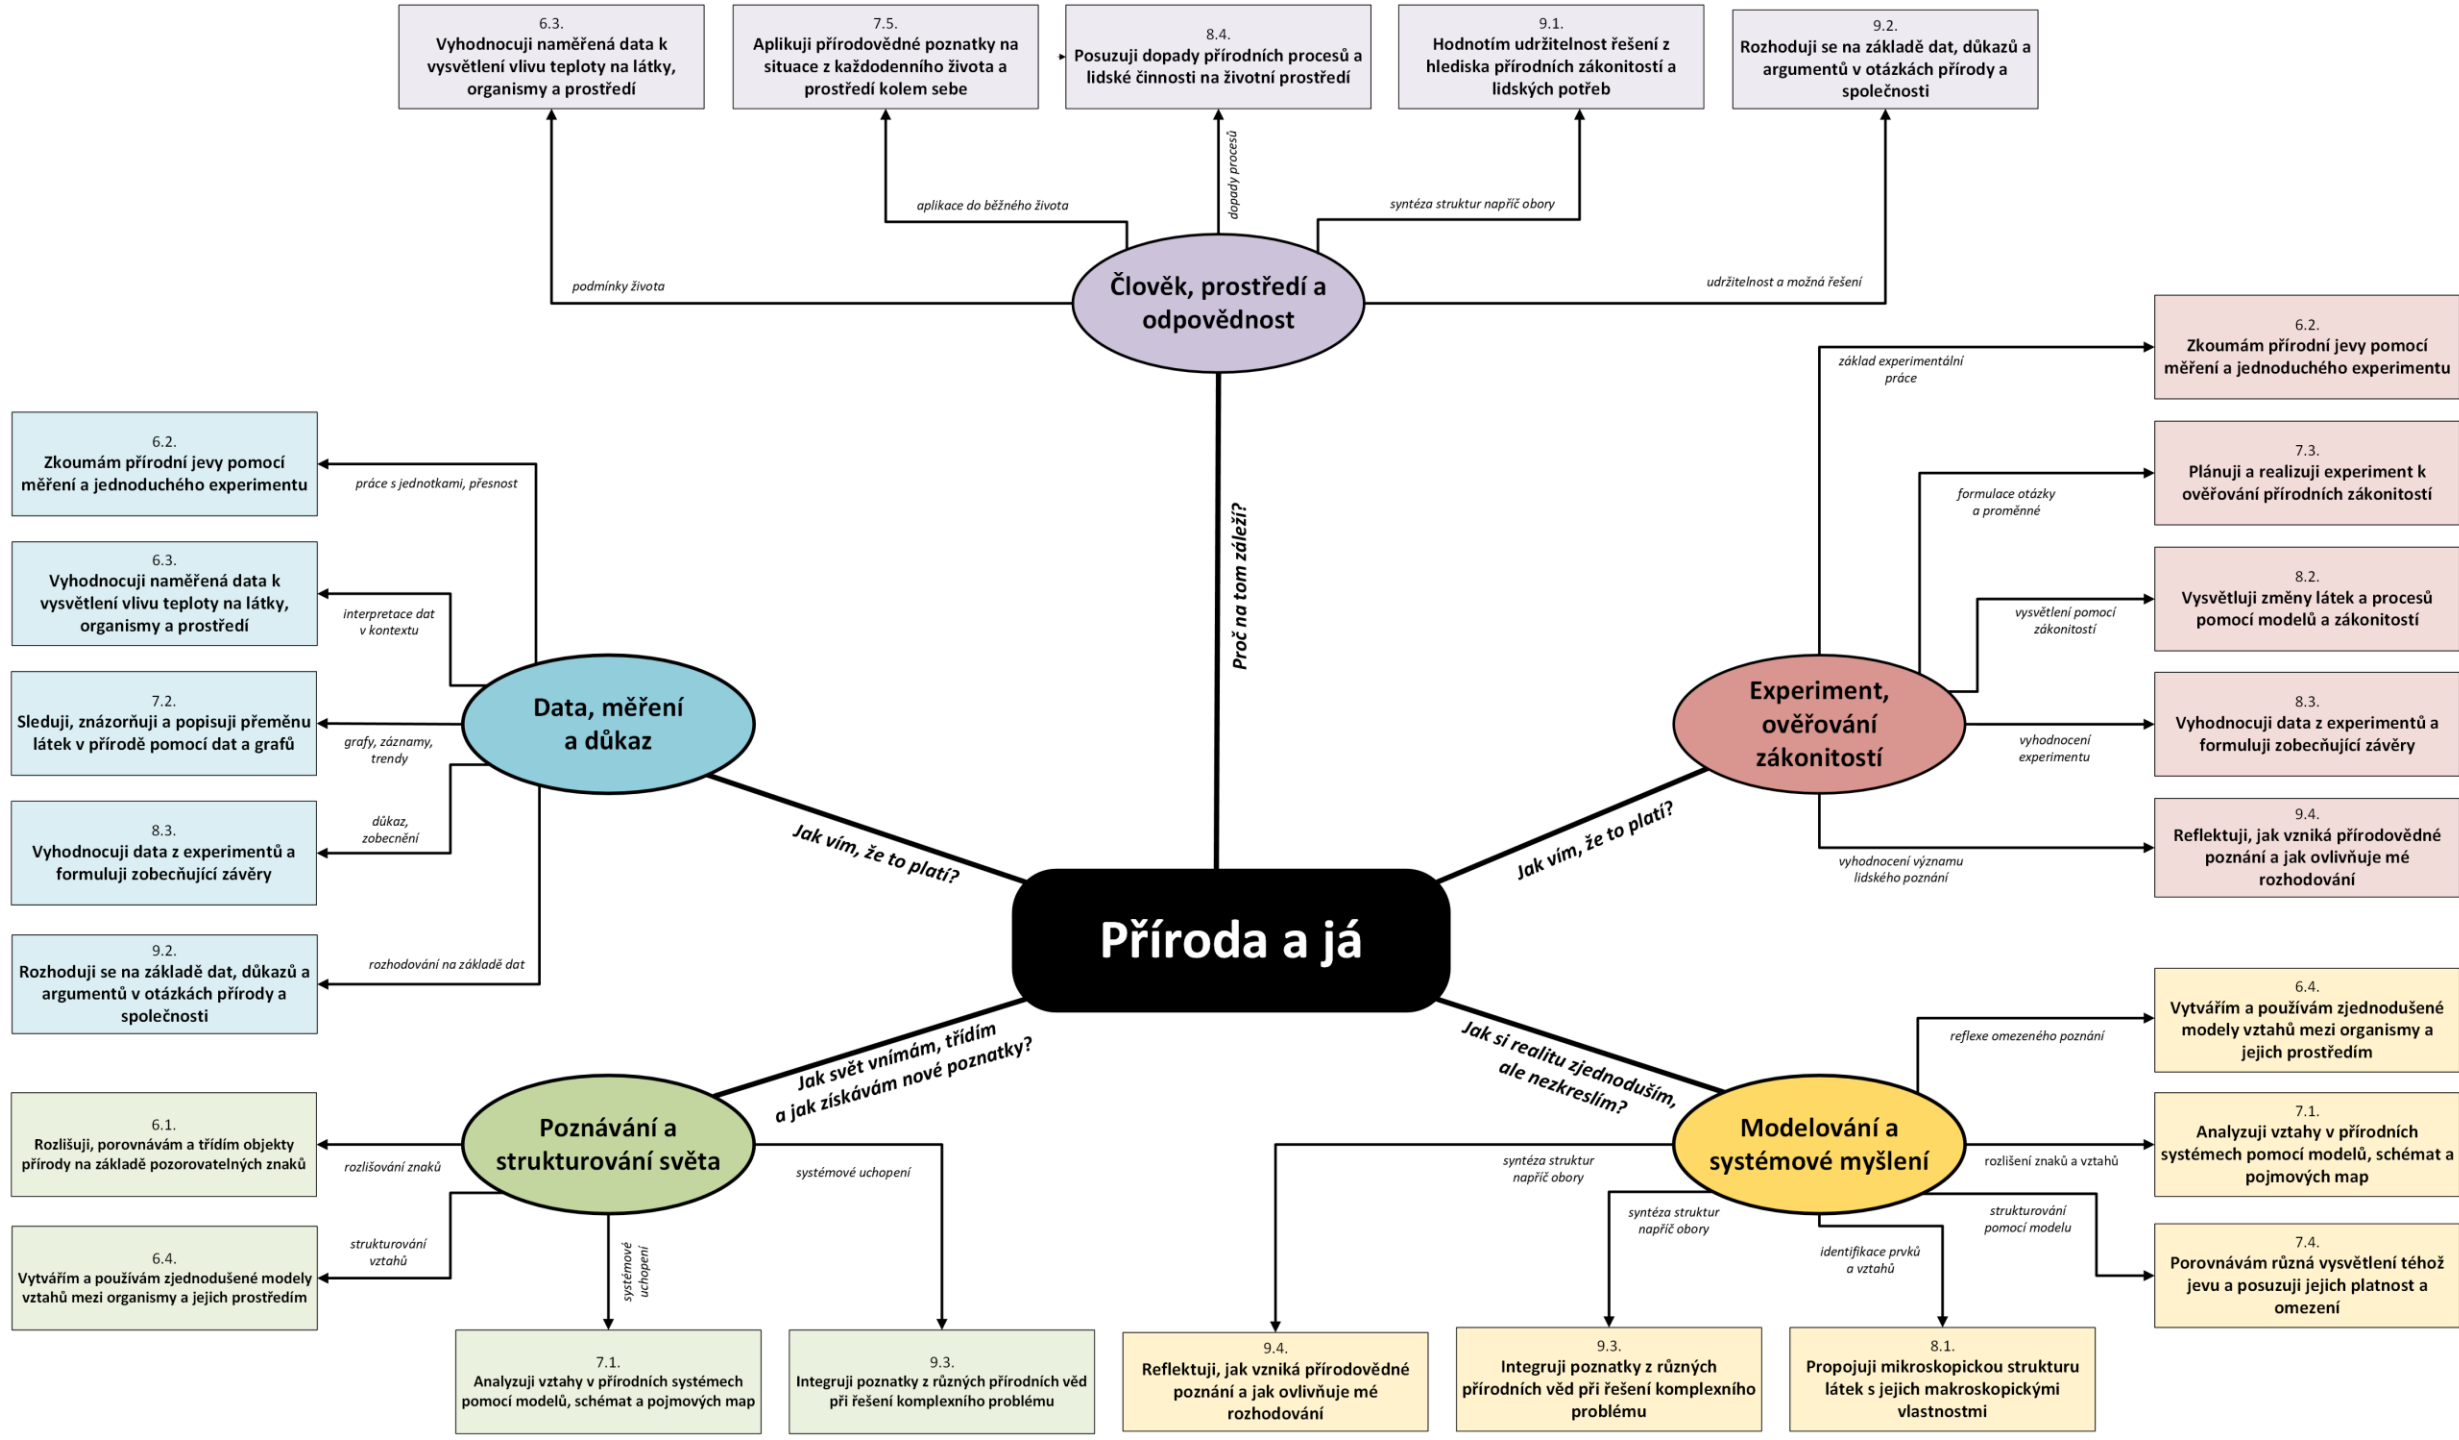 6.3.
Vyhodnocuji naměřená data k
vysvětlení vlivu teploty na látky,
organismy a prostředí
7.5.
Aplikuji přírodovědné poznatky na
situace z každodenního života a
prostředí kolem sebe
8.4.
Posuzuji dopady přírodních procesů a
lidské činnosti na životní prostředí
9.1.
Hodnotím udržitelnost řešení z
hlediska přírodních zákonitostí a
lidských potřeb
9.2.
Rozhoduji se na základě dat, důkazů a
argumentů v otázkách přírody a
společnosti
podmínky života
aplikace do běžného života
dopady procesů
syntéza struktur napříč obory
udržitelnost a možná řešení
Člověk, prostředí a
odpovědnost
Proč na tom záleží?
6.2.
Zkoumám přírodní jevy pomocí
měření a jednoduchého experimentu
6.3.
Vyhodnocuji naměřená data k
vysvětlení vlivu teploty na látky,
organismy a prostředí
7.2.
Sleduji, znázorňuji a popisuji přeměnu
látek v přírodě pomocí dat a grafů
8.3.
Vyhodnocuji data z experimentů a
formuluji zobecňující závěry
9.2.
Rozhoduji se na základě dat, důkazů a
argumentů v otázkách přírody a
společnosti
práce s jednotkami, přesnost
interpretace dat
v kontextu
grafy, záznamy,
trendy
důkaz,
zobecnění
rozhodování na základě dat
Data, měření
a důkaz
Jak vím, že to platí?
6.2.
Zkoumám přírodní jevy pomocí
měření a jednoduchého experimentu
7.3.
Plánuji a realizuji experiment k
ověřování přírodních zákonitostí
8.2.
Vysvětluji změny látek a procesů
pomocí modelů a zákonitostí
8.3.
Vyhodnocuji data z experimentů a
formuluji zobecňující závěry
9.4.
Reflektuji, jak vzniká přírodovědné
poznání a jak ovlivňuje mé
rozhodování
základ experimentální
práce
formulace otázky
a proměnné
vysvětlení pomocí
zákonitostí
vyhodnocení
experimentu
vyhodnocení významu
lidského poznání
Experiment,
ověřování
zákonitostí
Jak vím, že to platí?
Příroda a já
Jak svět vnímám, třídím
a jak získávám nové poznatky?
Poznávání a
strukturování světa
rozlišování znaků
strukturování
vztahů
systémové
uchopení
systémové uchopení
6.1.
Rozlišuji, porovnávám a třídím objekty
přírody na základě pozorovatelných znaků
6.4.
Vytvářím a používám zjednodušené modely
vztahů mezi organismy a jejich prostředím
7.1.
Analyzuji vztahy v přírodních systémech
pomocí modelů, schémat a pojmových map
9.3.
Integruji poznatky z různých přírodních věd
při řešení komplexního problému
Jak si realitu zjednoduším,
ale nezkreslím?
Modelování a
systémové myšlení
reflexe omezeného poznání
rozlišení znaků a vztahů
strukturování
pomocí modelu
identifikace prvků
a vztahů
syntéza struktur
napříč obory
syntéza struktur
napříč obory
6.4.
Vytvářím a používám zjednodušené
modely vztahů mezi organismy a
jejich prostředím
7.1.
Analyzuji vztahy v přírodních
systémech pomocí modelů, schémat a
pojmových map
7.4.
Porovnávám různá vysvětlení téhož
jevu a posuzuji jejich platnost a
omezení
9.4.
Reflektuji, jak vzniká přírodovědné
poznání a jak ovlivňuje mé
rozhodování
9.3.
Integruji poznatky z různých
přírodních věd při řešení komplexního
problému
8.1.
Propojuji mikroskopickou strukturu
látek s jejich makroskopickými
vlastnostmi